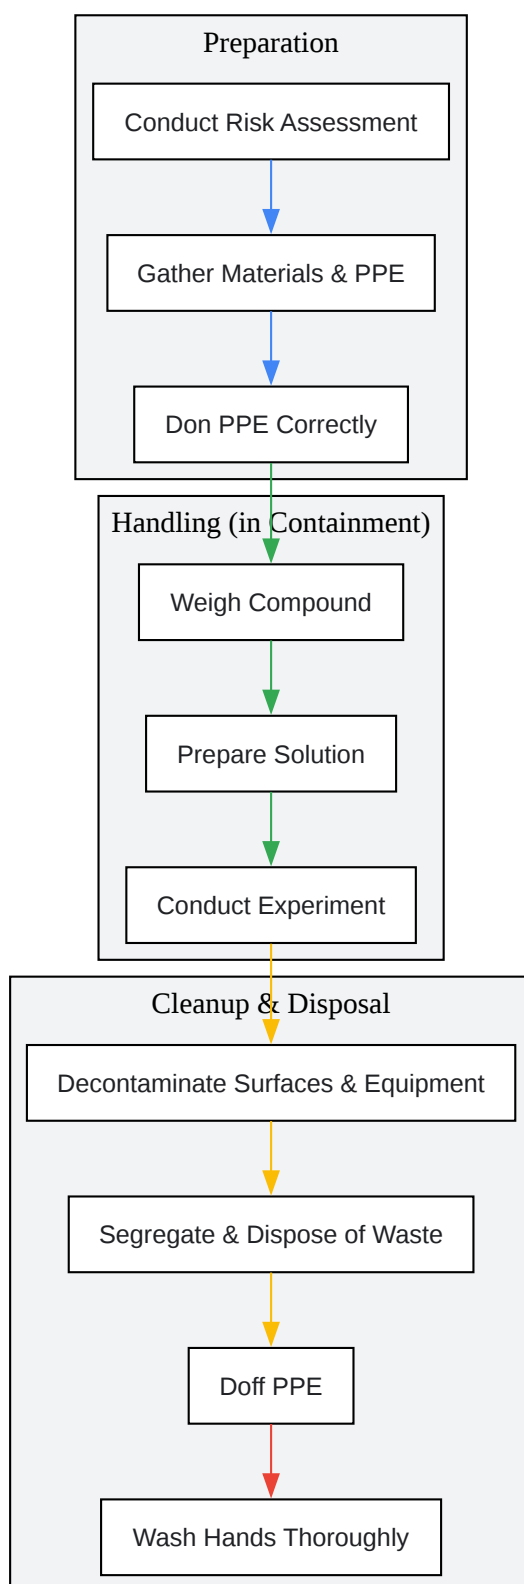 Preparation
Conduct Risk Assessment
Gather Materials & PPE
Don PPE Correctly
Handling (in Containment)
Weigh Compound
Prepare Solution
Conduct Experiment
Cleanup & Disposal
Decontaminate Surfaces & Equipment
Segregate & Dispose of Waste
Doff PPE
Wash Hands Thoroughly